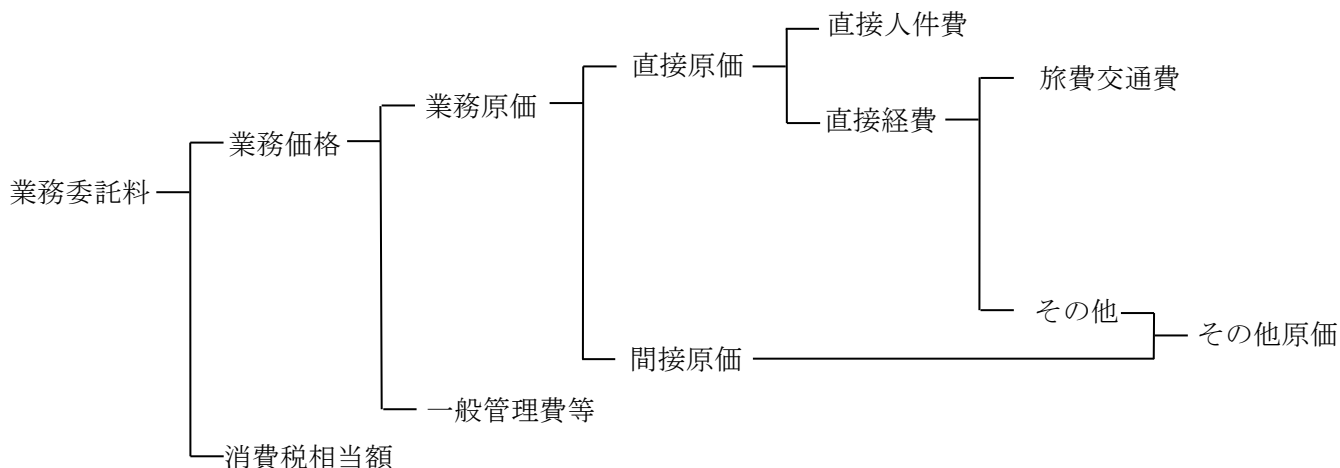 直接人件費
直接原価
旅費交通費
業務原価
直接経費
業務価格
業務委託料
その他
その他原価
間接原価
一般管理費等
消費税相当額